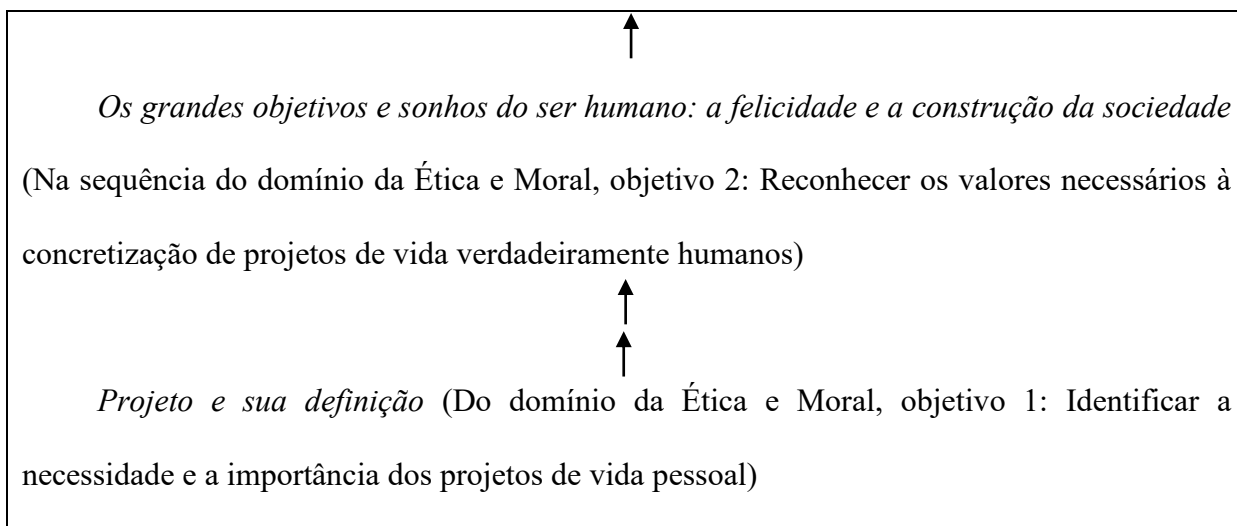 Os grandes objetivos e sonhos do ser humano: a felicidade e a construção da sociedade
(Na sequência do domínio da Ética e Moral, objetivo 2: Reconhecer os valores necessários à
concretização de projetos de vida verdadeiramente humanos)
Projeto e sua definição (Do domínio da Ética e Moral, objetivo 1: Identificar a
necessidade e a importância dos projetos de vida pessoal)